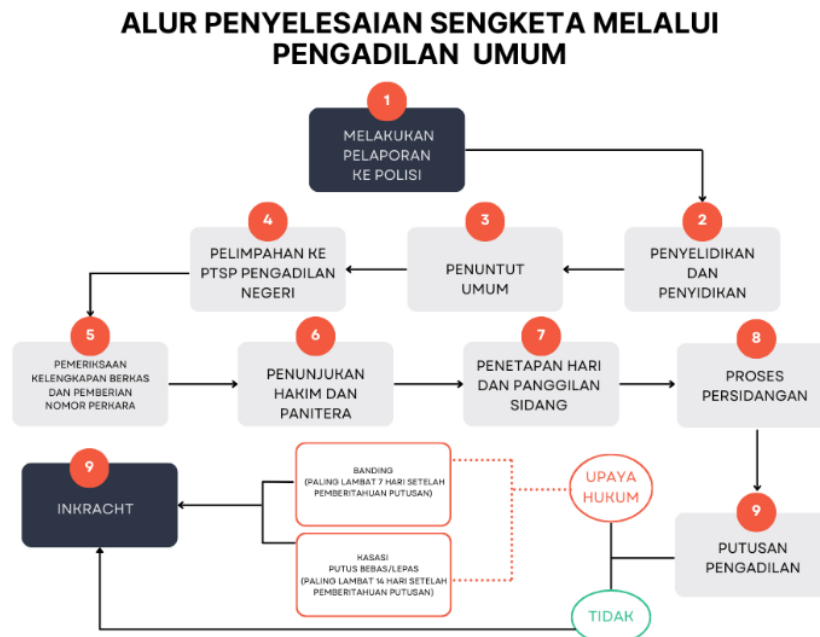 ALUR PENYELESAIAN SENGKETA MELALUI
PENGADILAN UMUM
1
MELAKUKAN
PELAPORAN
KE POLISI
2
PENYELIDIKAN
DAN
PENYIDIKAN
3
PENUNTUT
UMUM
4
PELIMPAHAN KE
PTSP PENGADILAN
NEGERI
5
PEMERIKSAAN
KELENGKAPAN BERKAS
DAN PEMBERIAN
NOMOR PERKARA
6
PENUNJUKAN
HAKIM DAN
PANITERA
7
PENETAPAN HARI
DAN PANGGILAN
SIDANG
8
PROSES
PERSIDANGAN
9
PUTUSAN
PENGADILAN
UPAYA
HUKUM
TIDAK
BANDING
(PALING LAMBAT 7 HARI SETELAH
PEMBERITAHUAN PUTUSAN)
KASASI
PUTUS BEBAS/LEPAS
(PALING LAMBAT 14 HARI SETELAH
PEMBERITAHUAN PUTUSAN)
9
INKRACHT